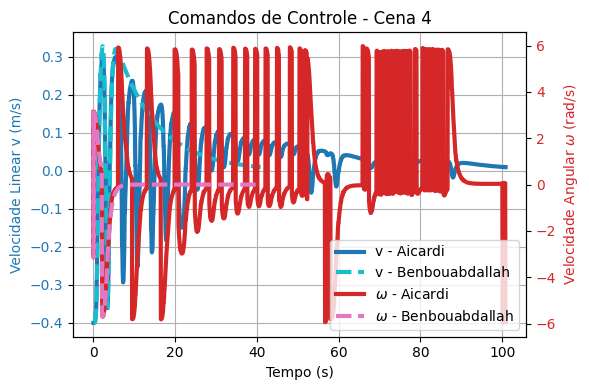 Comandos de Controle - Cena 4
Velocidade Linear v (m/s)
0.3
0.2
0.1
0.0
−0.1
−0.2
−0.3
−0.4
6
4
2
0
−2
−4
−6
Velocidade Angular ω (rad/s)
v - Aicardi
v - Benbouabdallah
ω - Aicardi
ω - Benbouabdallah
0 20 40 60 80 100
Tempo (s)